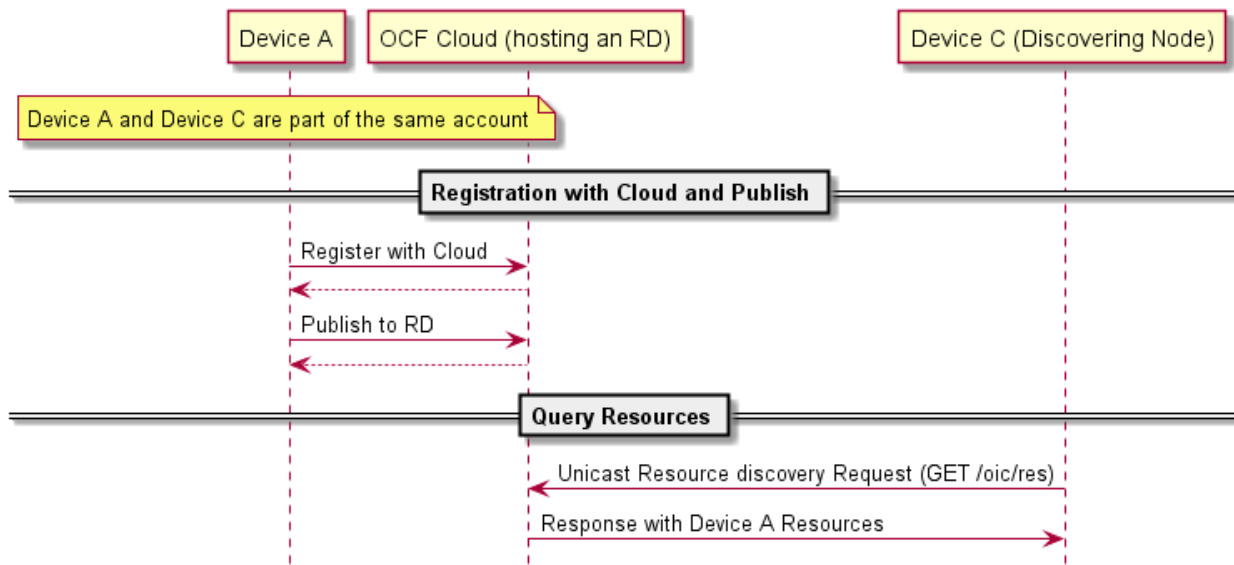 Device A
OCF Cloud (hosting an RD)
Device C (Discovering Node)
Device A and Device C are part of the same account
Registration with Cloud and Publish
Register with Cloud
Publish to RD
Query Resources
Unicast Resource discovery Request (GET /oic/res)
Response with Device A Resources